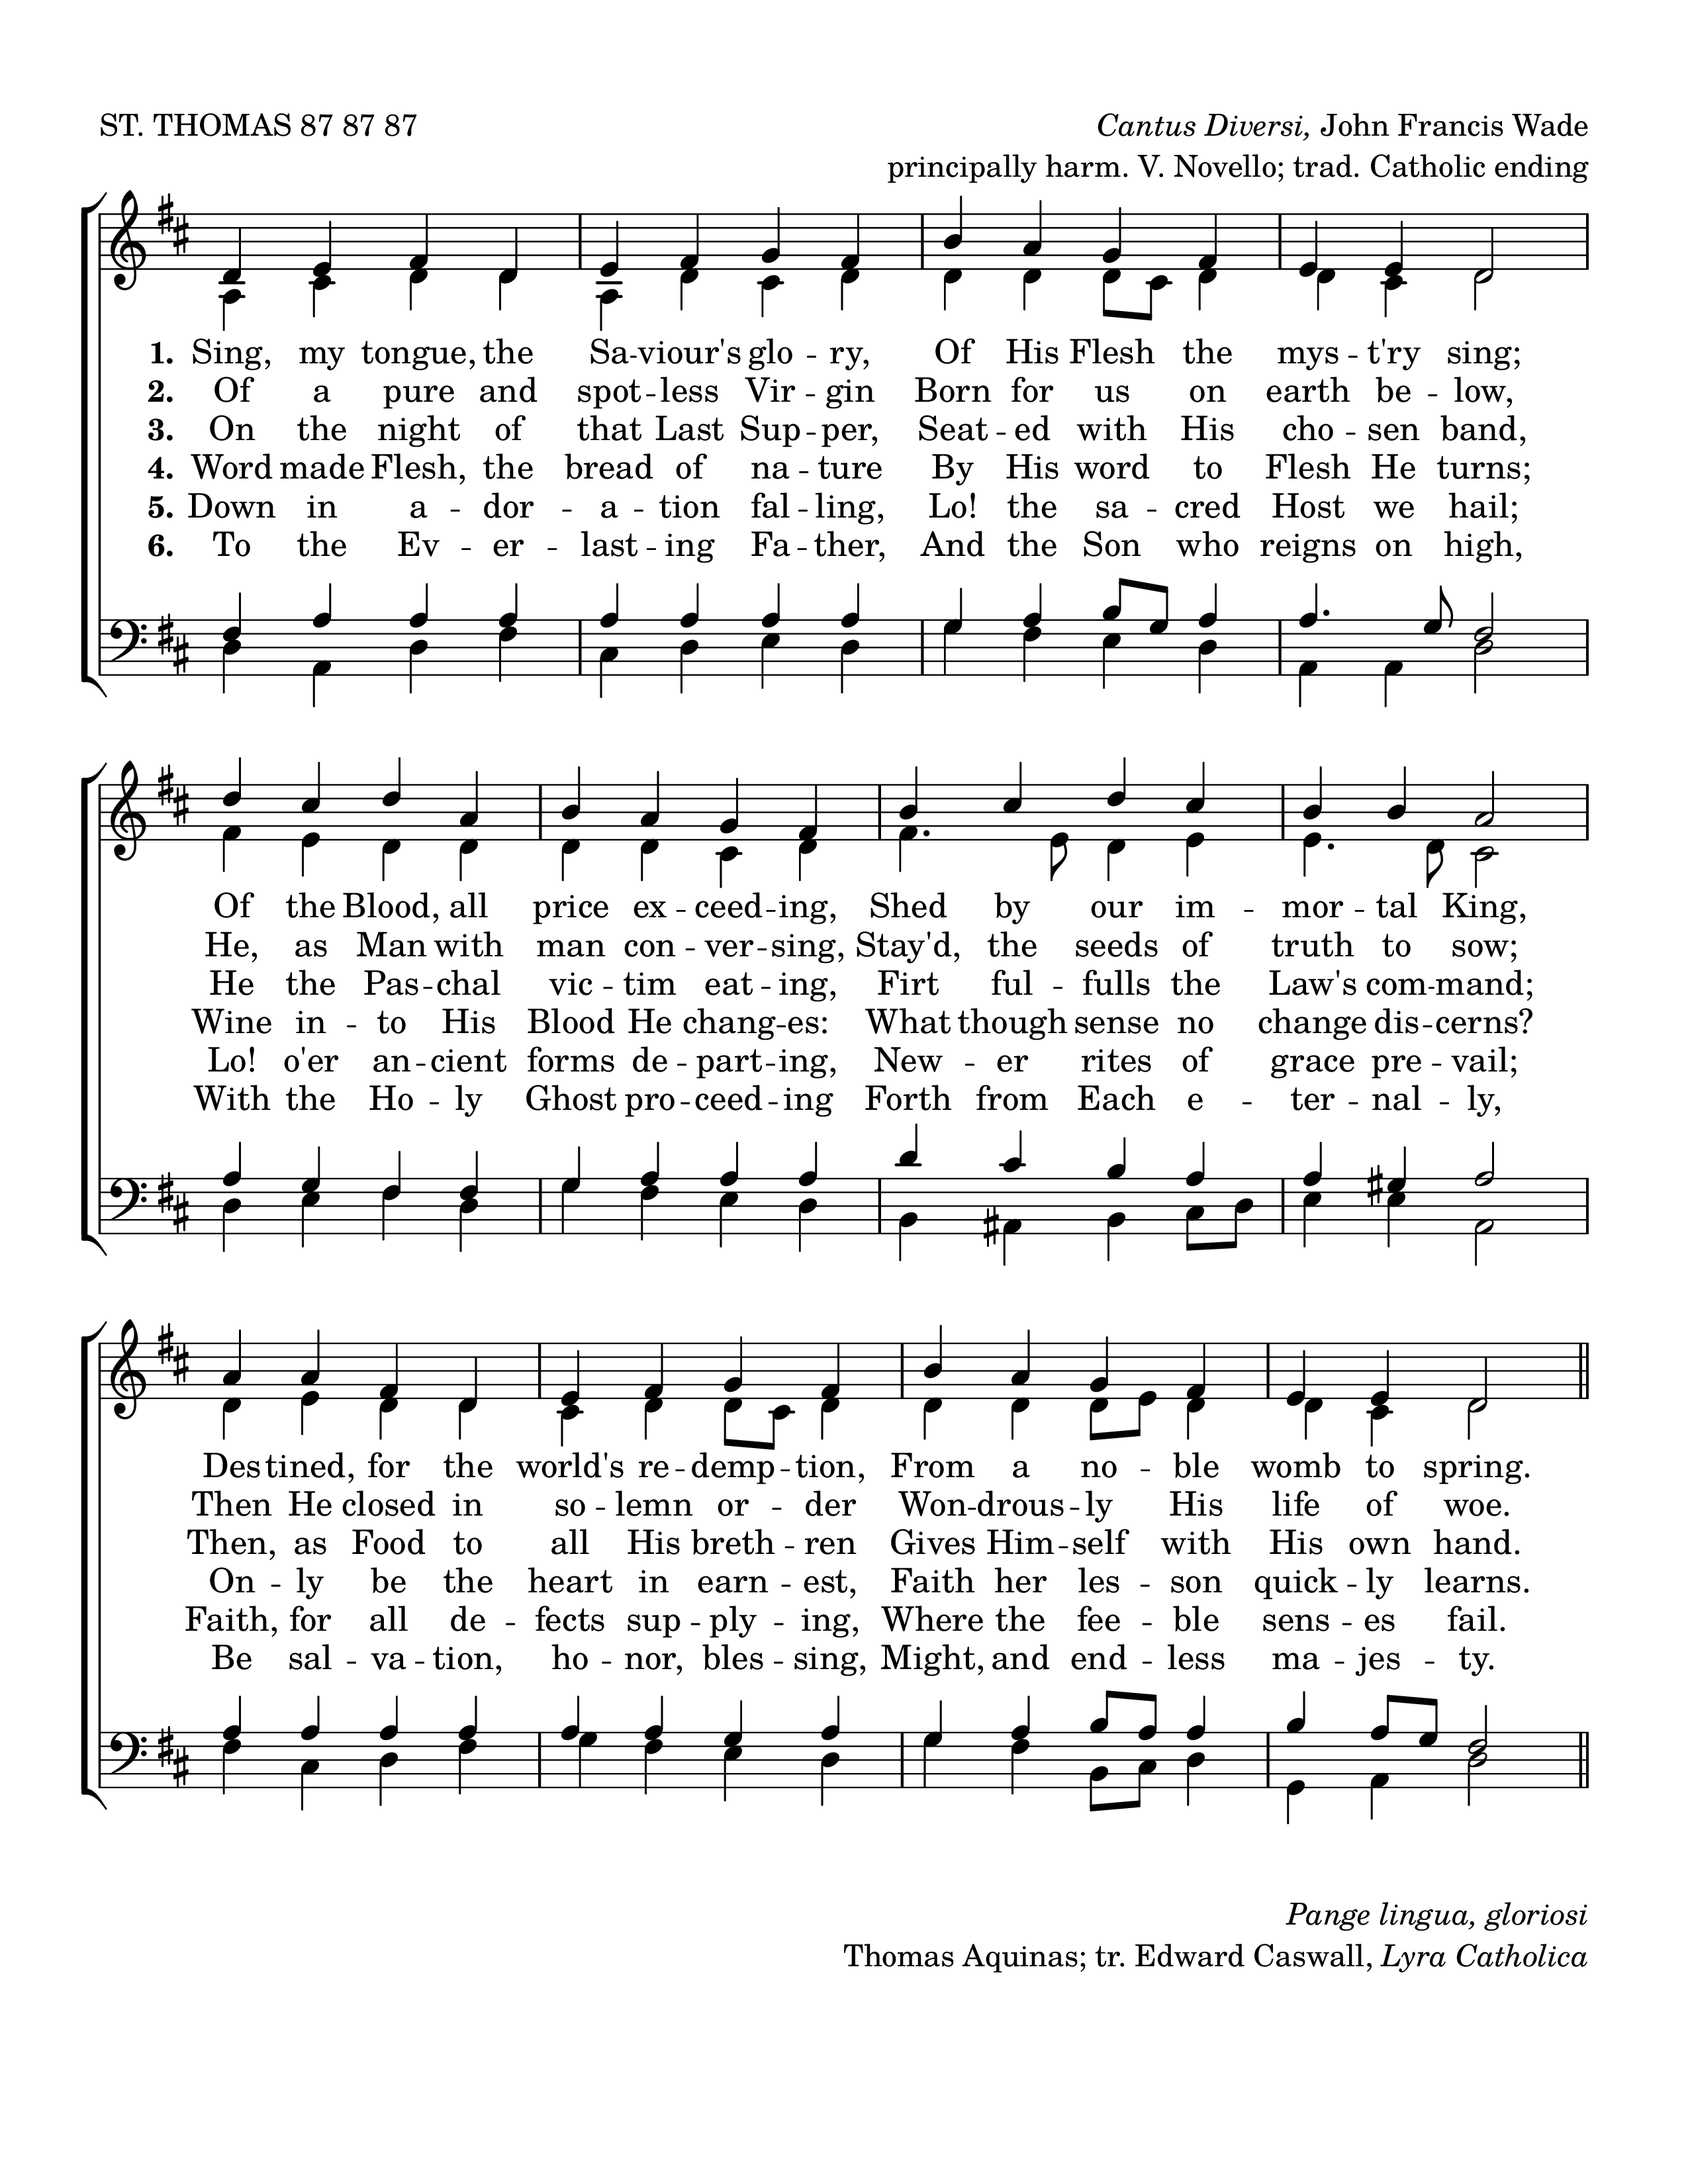 ST. THOMAS 87 87 87
Cantus Diversi, John Francis Wade
principally harm. V. Novello; trad. Catholic ending
1. Sing, my tongue, the Sa -- viour's glo -- ry, Of His Flesh the mys -- t'ry sing;
2. Of a pure and spot -- less Vir -- gin Born for us on earth be -- low,
3. On the night of that Last Sup -- per, Seat -- ed with His cho -- sen band,
4. Word made Flesh, the bread of na -- ture By His word to Flesh He turns;
5. Down in a -- dor -- a -- tion fal -- ling, Lo! the sa -- cred Host we hail;
6. To the Ev -- er -- last -- ing Fa -- ther, And the Son who reigns on high,
Of the Blood, all price ex -- ceed -- ing, Shed by our im -- mor -- tal King,
He, as Man with man con -- ver -- sing, Stay'd, the seeds of truth to sow;
He the Pas -- chal vic -- tim eat -- ing, Firt ful -- fulls the Law's com -- mand;
Wine in -- to His Blood He chang -- es: What though sense no change dis -- cerns?
Lo! o'er an -- cient forms de -- part -- ing, New -- er rites of grace pre -- vail;
With the Ho -- ly Ghost pro -- ceed -- ing Forth from Each e -- ter -- nal -- ly,
Des -- tined, for the world's re -- demp -- tion, From a no -- ble womb to spring.
Then He closed in so -- lemn or -- der Won -- drous -- ly His life of woe.
Then, as Food to all His breth -- ren Gives Him -- self with His own hand.
On -- ly be the heart in earn -- est, Faith her les -- son quick -- ly learns.
Faith, for all de -- fects sup -- ply -- ing, Where the fee -- ble sens -- es fail.
Be sal -- va -- tion, ho -- nor, bles -- sing, Might, and end -- less ma -- jes -- ty.
Pange lingua, gloriosi
Thomas Aquinas; tr. Edward Caswall, Lyra Catholica